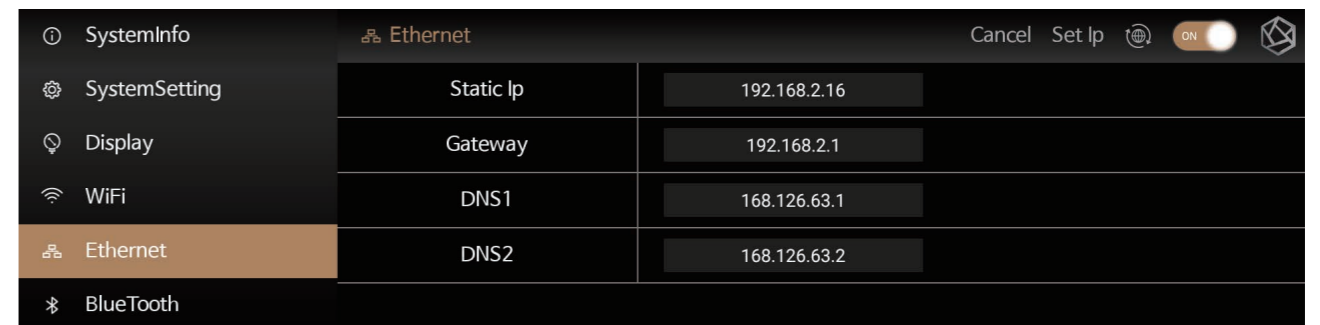 SystemInfo
Ethernet Cancel Set Ip ON
SystemSetting
Static Ip 192.168.2.16
Display
Gateway 192.168.2.1
WiFi
DNS1 168.126.63.1
Ethernet
DNS2 168.126.63.2
BlueTooth